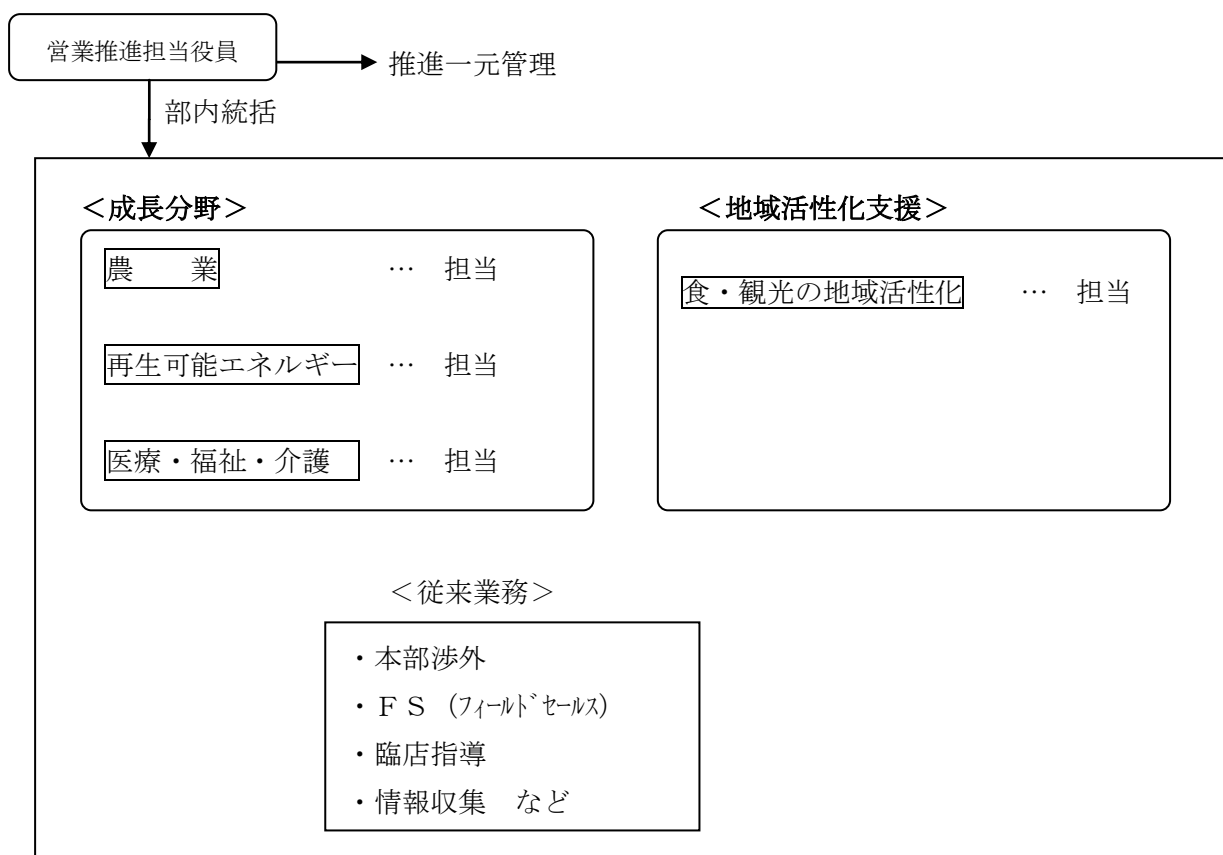 営業推進担当役員
推進一元管理
部内統括
＜成長分野＞
農　　業　…　担当
再生可能エネルギー　…　担当
医療・福祉・介護　…　担当
＜地域活性化支援＞
食・観光の地域活性化　…　担当
＜従来業務＞
・本部渉外
・ＦＳ（ﾌｨｰﾙﾄﾞｾｰﾙｽ）
・臨店指導
・情報収集　など